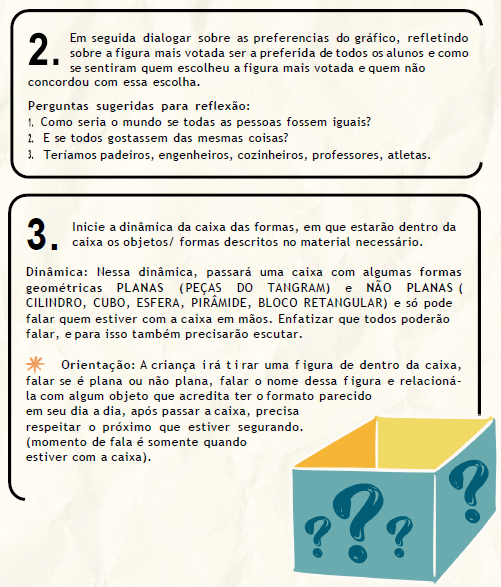 2. Em seguida dialogar sobre as preferencias do gráfico, refletindo
sobre a figura mais votada ser a preferida de todos os alunos e como
se sentiram quem escolheu a figura mais votada e quem não
concordou com essa escolha.
Perguntas sugeridas para reflexão:
1. Como seria o mundo se todas as pessoas fossem iguais?
2. E se todos gostassem das mesmas coisas?
3. Teríamos padeiros, engenheiros, cozinheiros, professores, atletas.
3. Inicie a dinâmica da caixa das formas, em que estarão dentro da
caixa os objetos/ formas descritos no material necessário.
Dinâmica: Nessa dinâmica, passará uma caixa com algumas formas
geométricas PLANAS (PEÇAS DO TANGRAM) e NÃO PLANAS (
CILINDRO, CUBO, ESFERA, PIRÂMIDE, BLOCO RETANGULAR) e só pode
falar quem estiver com a caixa em mãos. Enfatizar que todos poderão
falar, e para isso também precisarão escutar.
Orientação: A criança irá tirar uma figura de dentro da caixa,
falar se é plana ou não plana, falar o nome dessa figura e relacioná-
la com algum objeto que acredita ter o formato parecido
em seu dia a dia, após passar a caixa, precisa
respeitar o próximo que estiver segurando.
(momento de fala é somente quando
estiver com a caixa).
? ? ? ?